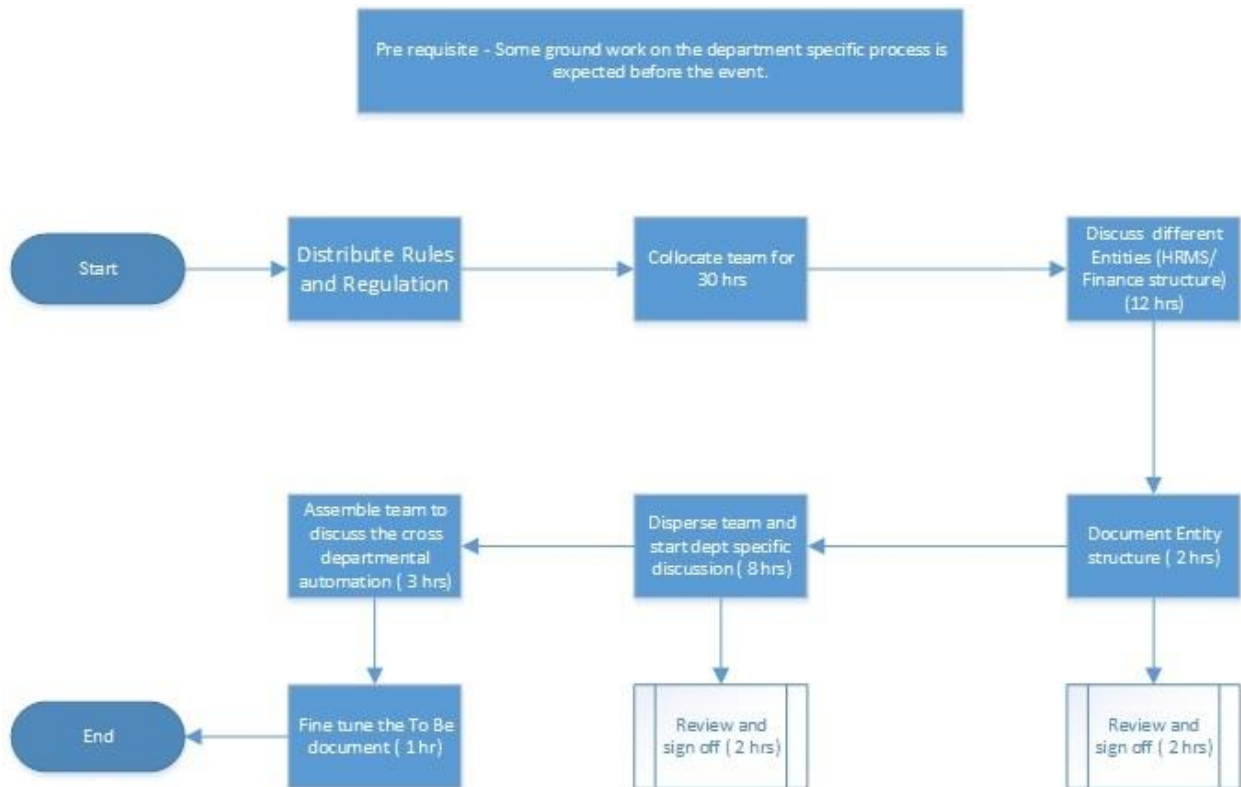 Pre requisite - Some ground work on the department specific process is
expected before the event.
Start
Distribute Rules
and Regulation
Collocate team for
30 hrs
Discuss different
Entities (HRMS/
Finance structure)
(12 hrs)
Assemble team to
discuss the cross
departmental
automation ( 3 hrs)
Disperse team and
start dept specific
discussion ( 8 hrs)
Document Entity
structure ( 2 hrs)
End
Fine tune the To Be
document ( 1 hr)
Review and
sign off ( 2 hrs)
Review and
sign off ( 2 hrs)